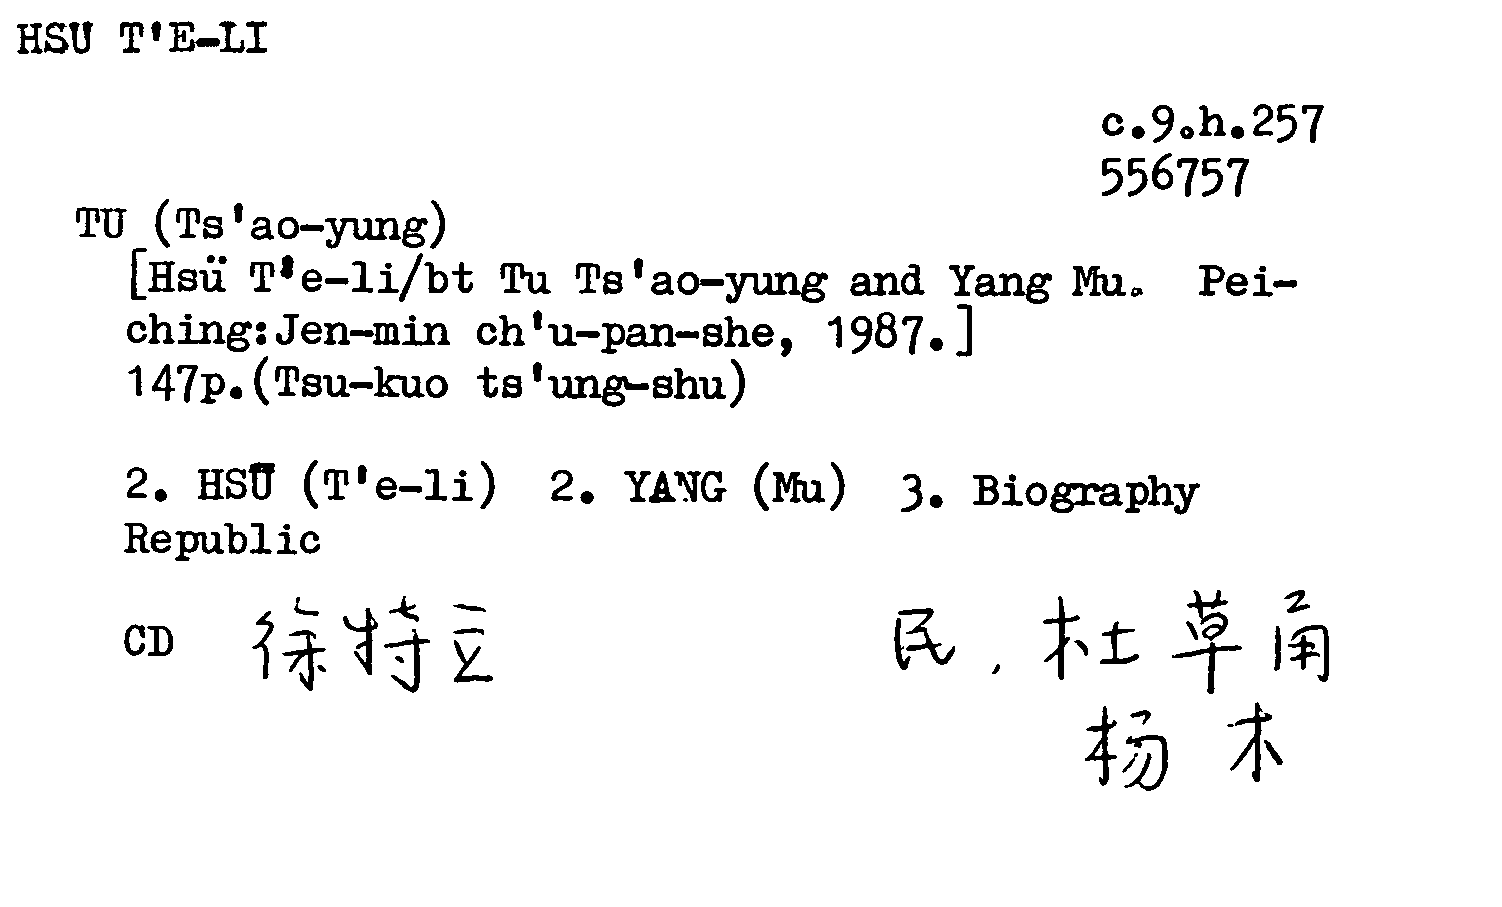 HSU T'E-LI
c.9.h.257
556757
TU (Ts'ao-yung)
[Hsü T'e-li/bt Tu Ts'ao-yung and Yang Mu. Pei-
ching:Jen-min ch'u-pan-she, 1987.]
147p.(Tsu-kuo ts'ung-shu)
2. HSÜ (T'e-li) 2. YANG (Mu) 3. Biography
Republic
CD 徐特立 民, 杜草甬
杨木